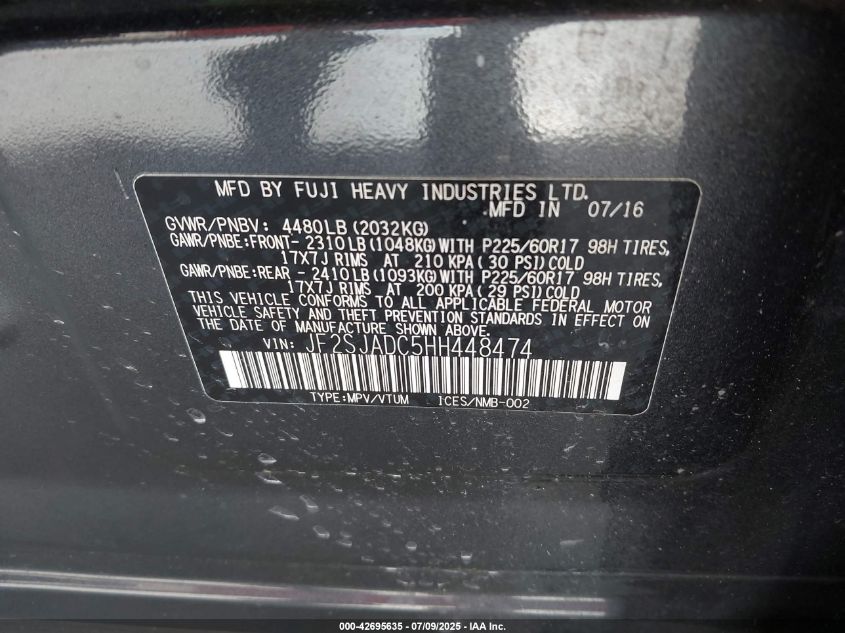 MFD BY FUJI HEAVY INDUSTRIES LTD.
MFD IN 07/16
GVWR/PNBV: 4480LB(2032KG)
GAWR/PNBE:FRONT- 2310LB(1048KG)WITH P225/60R17 98H TIRES,
17X7J RIMS AT 210 KPA(30 PSI)COLD
GAWR/PNBE:REAR - 2410LB(1093KG)WITH P225/60R17 98H TIRES,
17X7J RIMS AT 200 KPA(29 PSI)COLD
THIS VEHICLE CONFORMS TO ALL APPLICABLE FEDERAL MOTOR
VEHICLE SAFETY AND THEFT PREVENTION STANDARDS IN EFFECT ON
THE DATE OF MANUFACTURE SHOWN ABOVE.
VIN: JF2SJADC5HH448474
TYPE:MPV/VTUM ICES/NMB-002
000-42695635 / 07/09/2025 - IAA Inc.